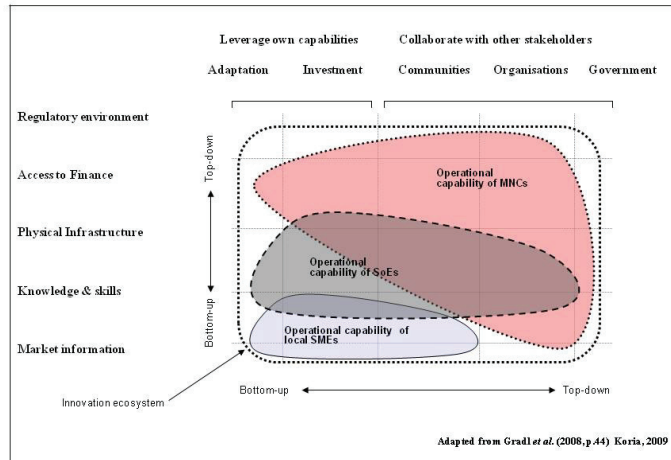 Leverage own capabilities Collaborate with other stakeholders
Adaptation Investment Communities Organisations Government
Regulatory environment
Access to Finance
Physical Infrastructure
Knowledge & skills
Market information
Top-down
Bottom-up
Operational
capability of MNCs
Operational
capability of SoEs
Operational capability of
local SMEs
Innovation ecosystem
Bottom-up Top-down
Adapted from Gradl et al. (2008, p.44) Koria, 2009